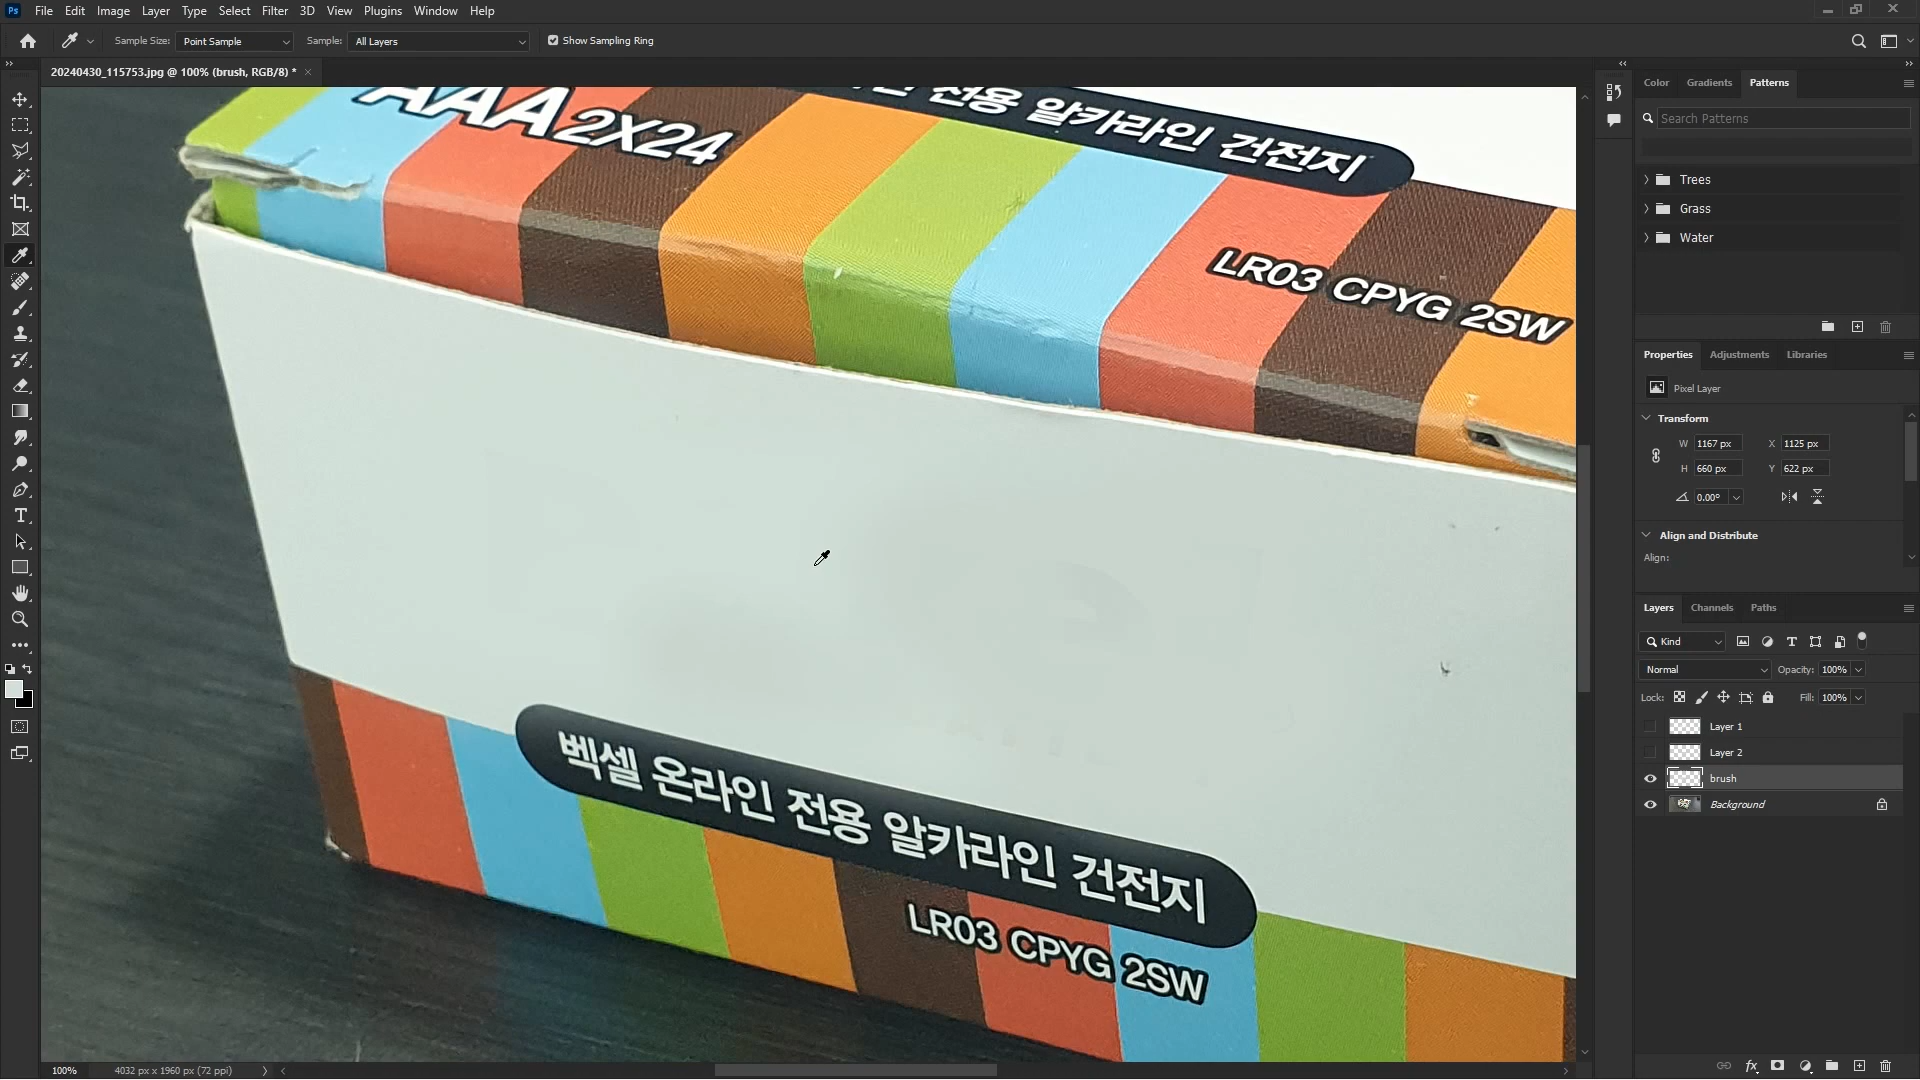 File Edit Image Layer Type Select Filter 3D View Plugins Window Help
Sample Size: Point Sample Sample: All Layers Show Sampling Ring
20240430_115753.jpg @ 100% (brush, RGB/8) *
AAA 2X24
전용 알카라인 건전지
LR03 CPYG 2SW
벡셀 온라인 전용 알카라인 건전지
LR03 CPYG 2SW
100% 4032 px x 1960 px (72 ppi)
Color Gradients Patterns
Search Patterns
Trees
Grass
Water
Properties Adjustments Libraries
Pixel Layer
Transform
W 1167 px X 1125 px
H 660 px Y 622 px
0.00°
Align and Distribute
Align:
Layers Channels Paths
Kind
Normal Opacity: 100%
Lock: Fill: 100%
Layer 1
Layer 2
brush
Background